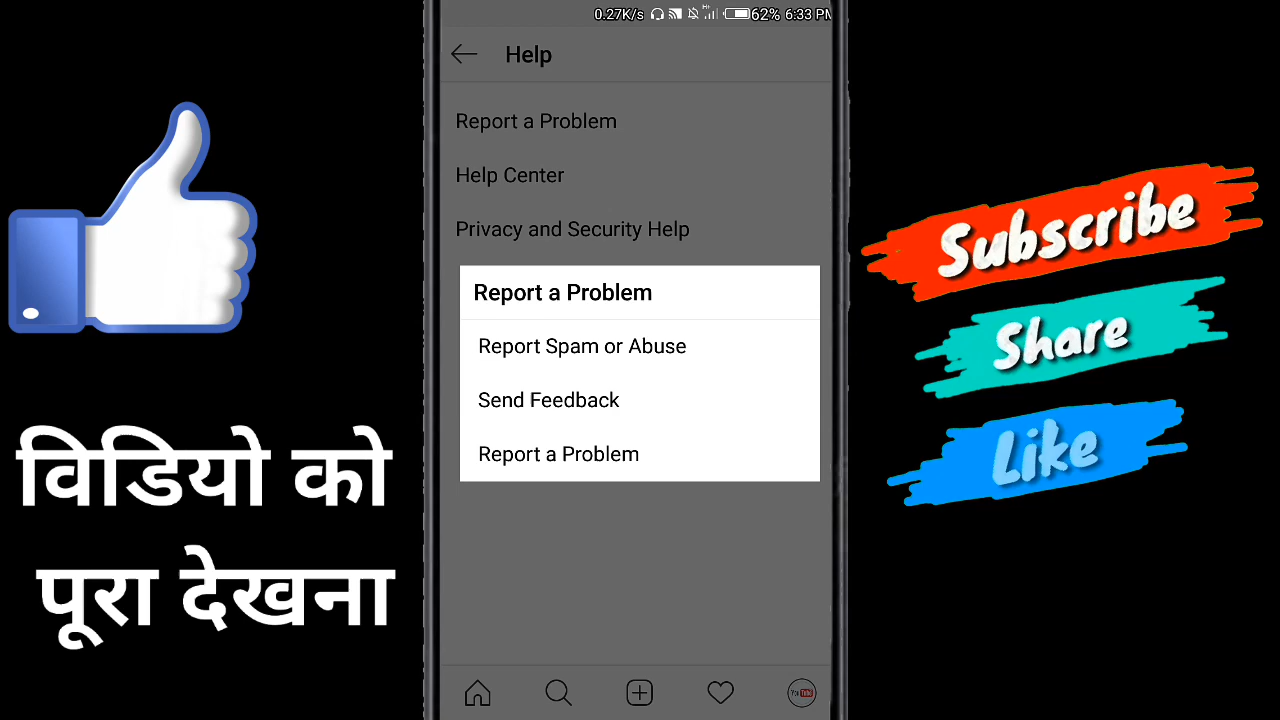 0.27K/s 62% 6:33 PM
Help
Report a Problem
Help Center
Privacy and Security Help
Report a Problem
Report Spam or Abuse
Send Feedback
Report a Problem
विडियो को
पूरा देखना
Subscribe
Share
Like